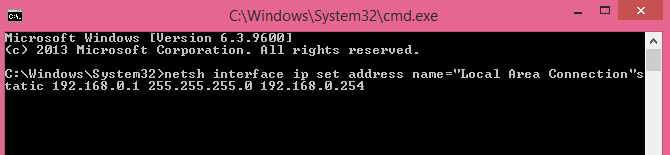 C:\Windows\System32\cmd.exe
Microsoft Windows [Version 6.3.9600]
(c) 2013 Microsoft Corporation. All rights reserved.
C:\Windows\System32>netsh interface ip set address name="Local Area Connection"s
tatic 192.168.0.1 255.255.255.0 192.168.0.254